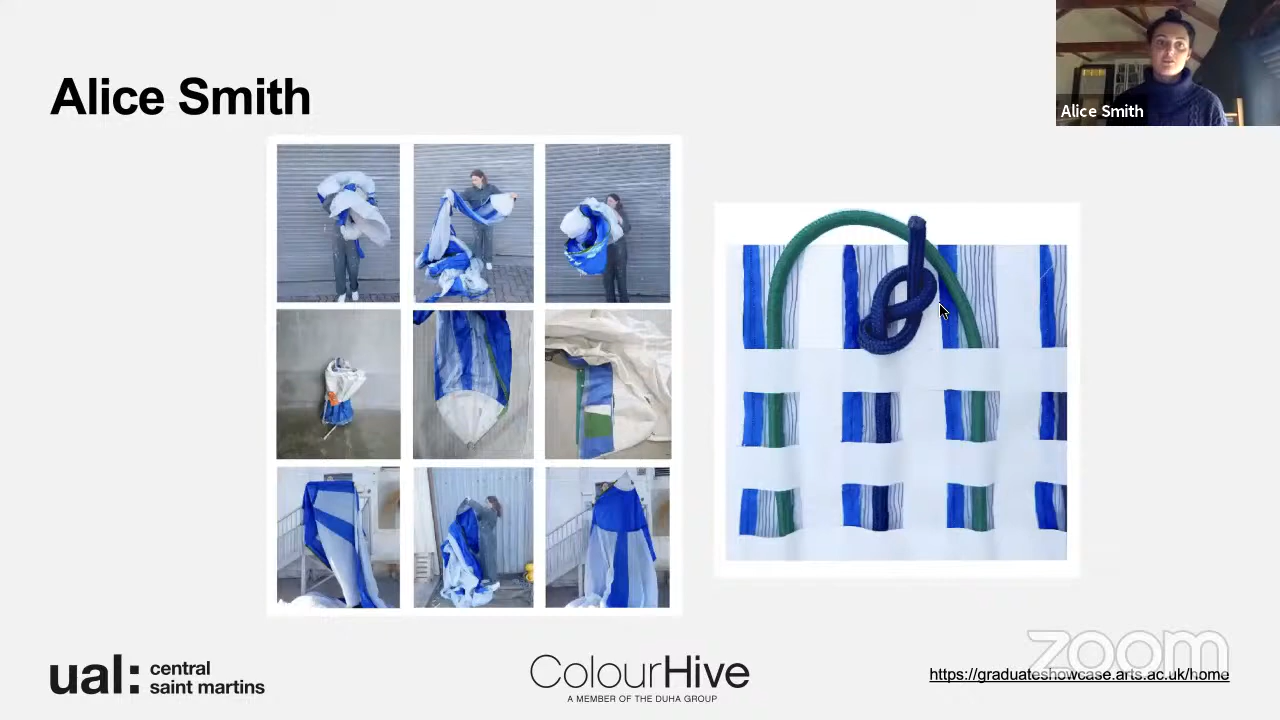 Alice Smith
Alice Smith
ual: central
saint martins
ColourHive
A MEMBER OF THE DUHA GROUP
zoom
https://graduateshowcase.arts.ac.uk/home